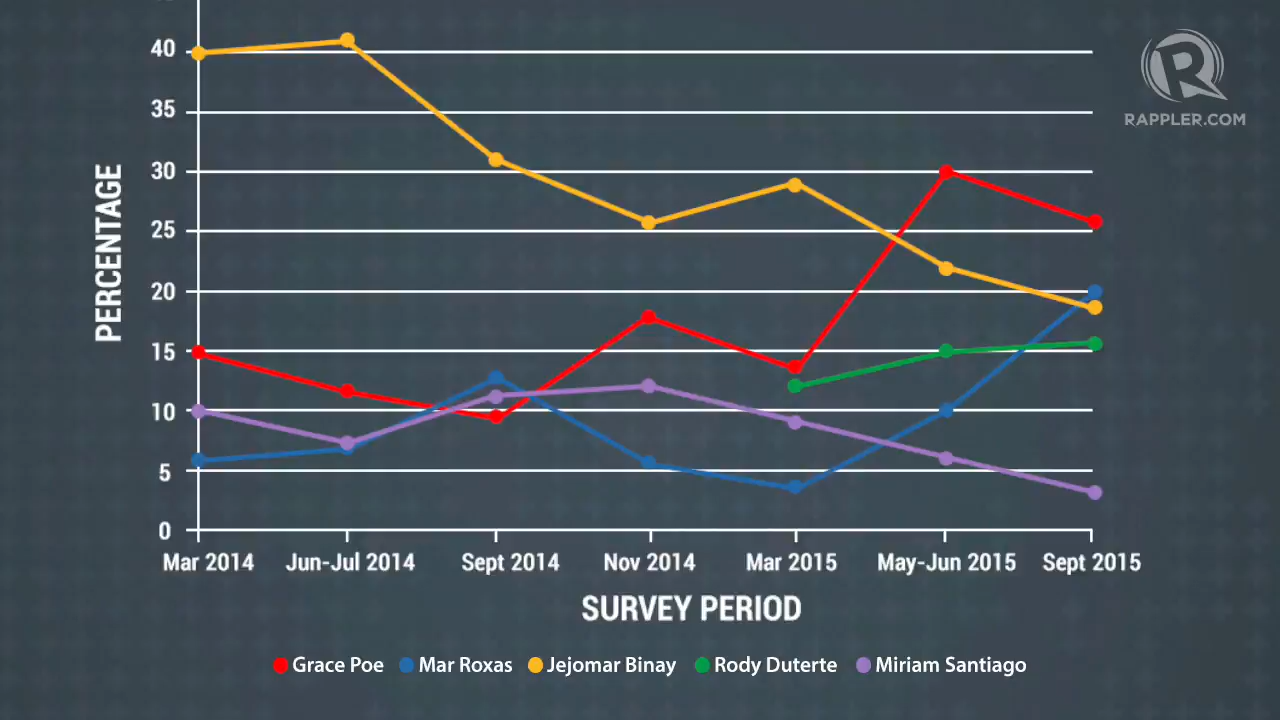 40
35
30
25
20
15
10
5
0
PERCENTAGE
R
RAPPLER.COM
Mar 2014 Jun-Jul 2014 Sept 2014 Nov 2014 Mar 2015 May-Jun 2015 Sept 2015
SURVEY PERIOD
Grace Poe Mar Roxas Jejomar Binay Rody Duterte Miriam Santiago